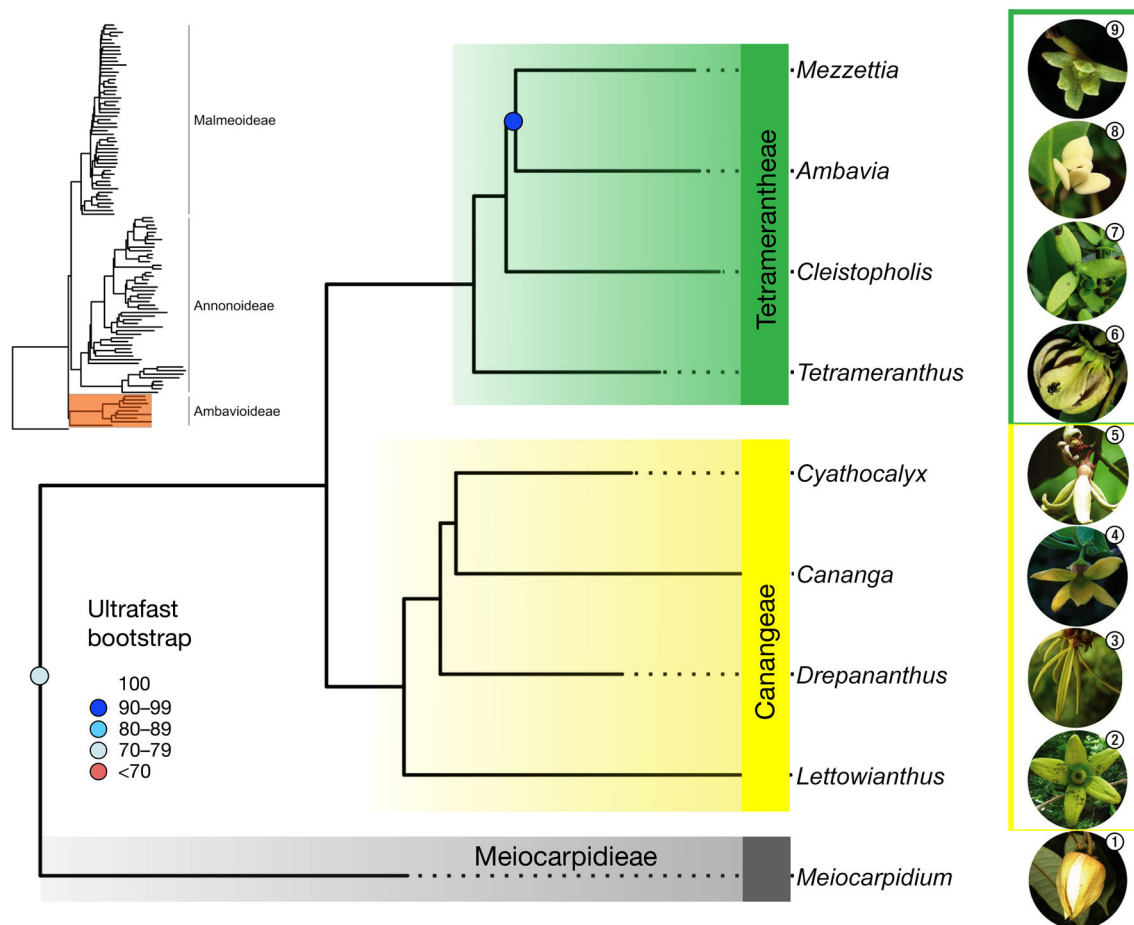 Malmeoideae
Annonoideae
Ambavioideae
Ultrafast
bootstrap
100
90–99
80–89
70–79
<70
Tetramerantheae
Canangeae
Meiocarpidieae
Mezzettia
Ambavia
Cleistopholis
Tetrameranthus
Cyathocalyx
Cananga
Drepananthus
Lettowianthus
Meiocarpidium
9
8
7
6
5
4
3
2
1